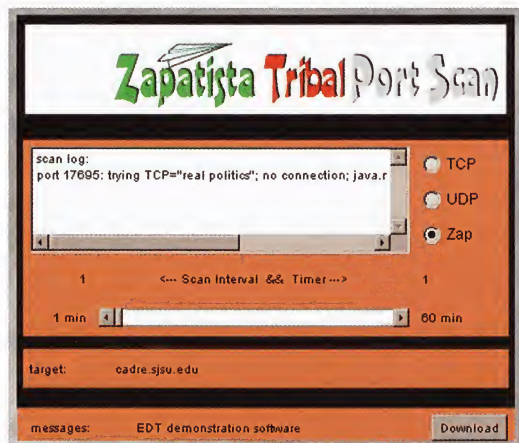 Zapatista Tribal Port Scan
scan log:
port 17695: trying TCP="real politics"; no connection; java.r
TCP
UDP
Zap
1 <--- Scan Interval && Timer ---> 1
1 min 60 min
target: cadre.sjsu.edu
messages: EDT demonstration software Download